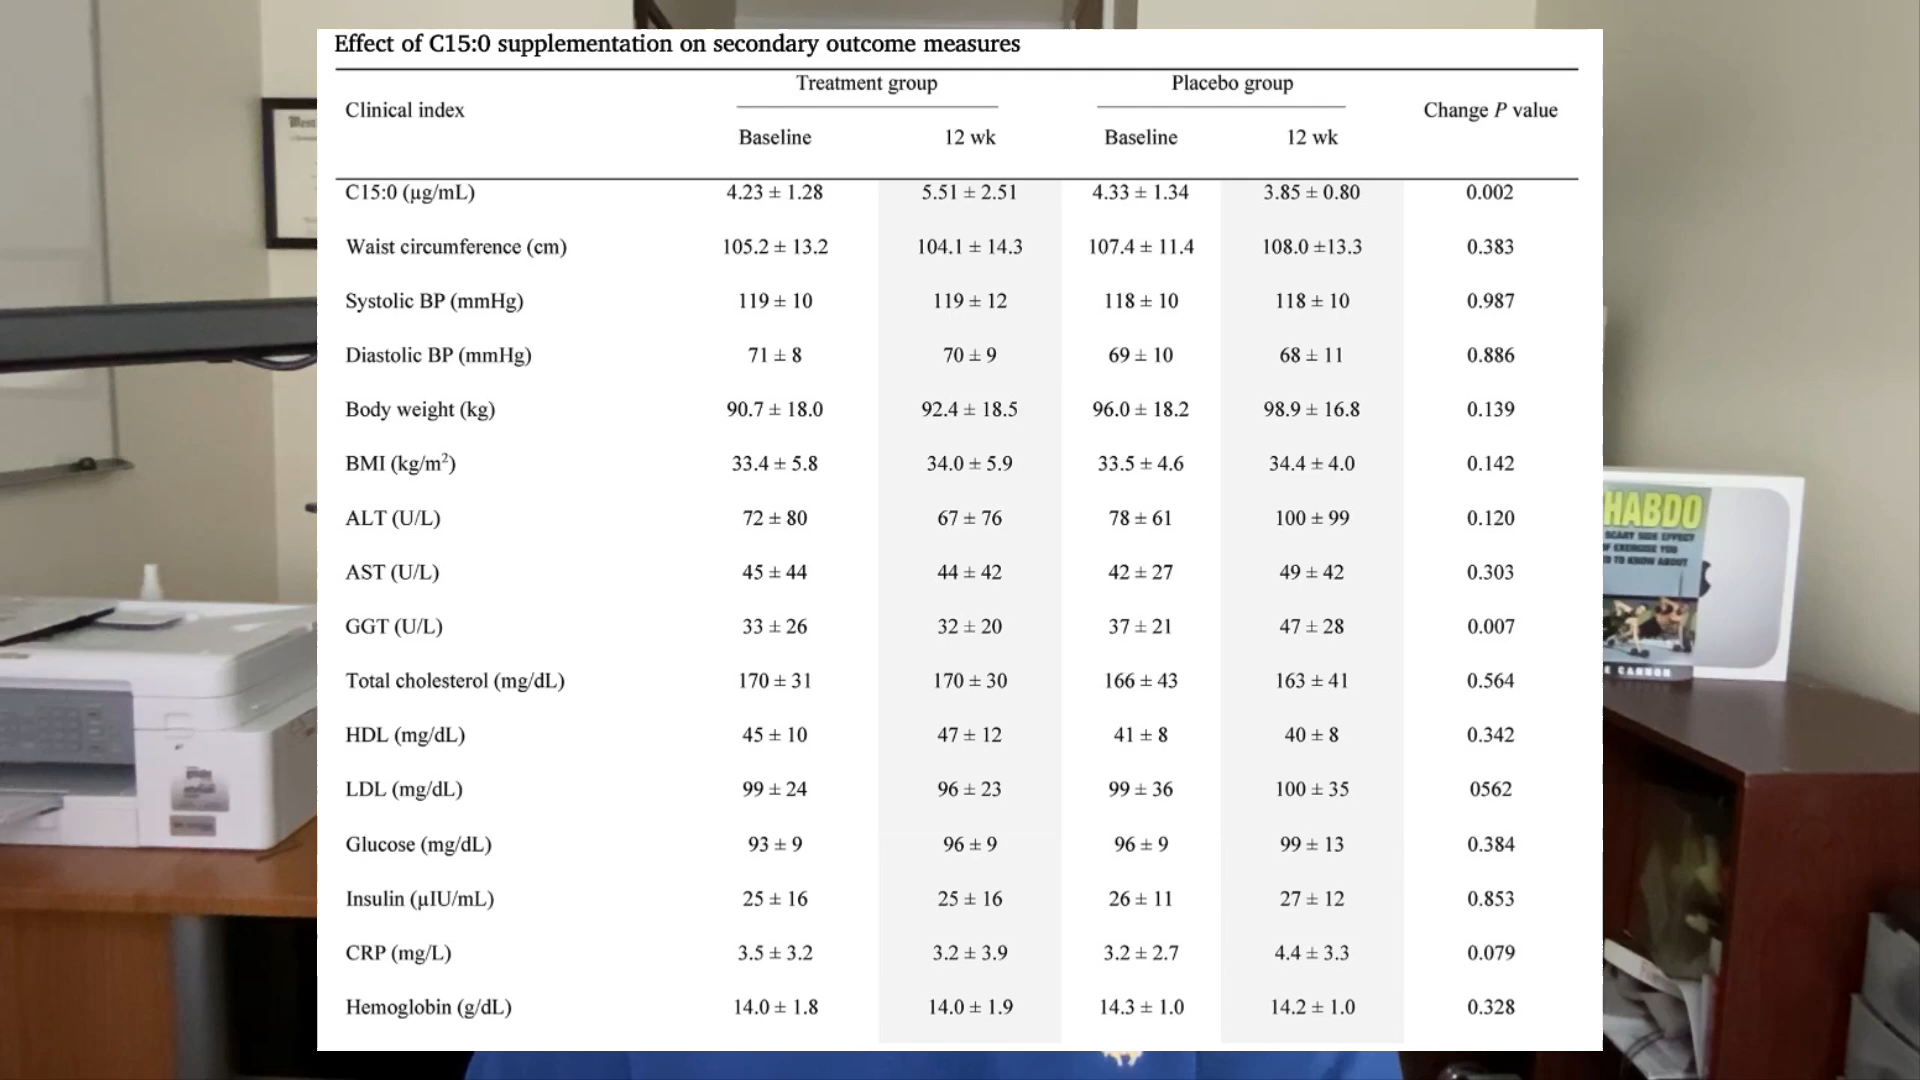 Effect of C15:0 supplementation on secondary outcome measures
Clinical index Treatment group Placebo group Change P value
Baseline 12 wk Baseline 12 wk
C15:0 (µg/mL) 4.23 ± 1.28 5.51 ± 2.51 4.33 ± 1.34 3.85 ± 0.80 0.002
Waist circumference (cm) 105.2 ± 13.2 104.1 ± 14.3 107.4 ± 11.4 108.0 ±13.3 0.383
Systolic BP (mmHg) 119 ± 10 119 ± 12 118 ± 10 118 ± 10 0.987
Diastolic BP (mmHg) 71 ± 8 70 ± 9 69 ± 10 68 ± 11 0.886
Body weight (kg) 90.7 ± 18.0 92.4 ± 18.5 96.0 ± 18.2 98.9 ± 16.8 0.139
BMI (kg/m²) 33.4 ± 5.8 34.0 ± 5.9 33.5 ± 4.6 34.4 ± 4.0 0.142
ALT (U/L) 72 ± 80 67 ± 76 78 ± 61 100 ± 99 0.120
AST (U/L) 45 ± 44 44 ± 42 42 ± 27 49 ± 42 0.303
GGT (U/L) 33 ± 26 32 ± 20 37 ± 21 47 ± 28 0.007
Total cholesterol (mg/dL) 170 ± 31 170 ± 30 166 ± 43 163 ± 41 0.564
HDL (mg/dL) 45 ± 10 47 ± 12 41 ± 8 40 ± 8 0.342
LDL (mg/dL) 99 ± 24 96 ± 23 99 ± 36 100 ± 35 0562
Glucose (mg/dL) 93 ± 9 96 ± 9 96 ± 9 99 ± 13 0.384
Insulin (µIU/mL) 25 ± 16 25 ± 16 26 ± 11 27 ± 12 0.853
CRP (mg/L) 3.5 ± 3.2 3.2 ± 3.9 3.2 ± 2.7 4.4 ± 3.3 0.079
Hemoglobin (g/dL) 14.0 ± 1.8 14.0 ± 1.9 14.3 ± 1.0 14.2 ± 1.0 0.328
HABDO
SCARY SIDE EFFECT
F EXERCISE YOU
TO KNOW ABOUT
CANNON